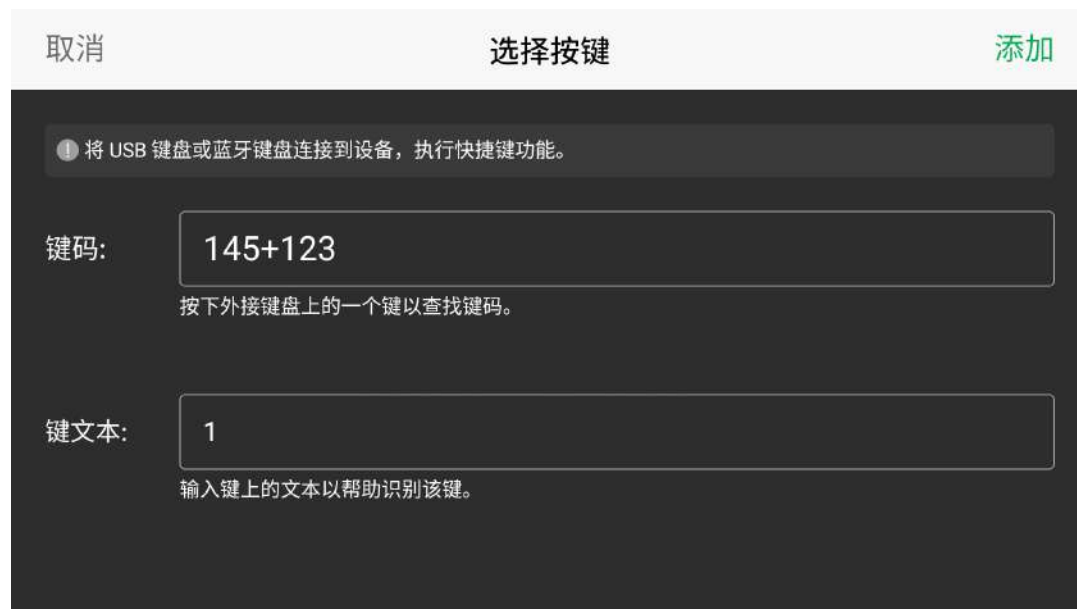 取消 选择按键 添加
将 USB 键盘或蓝牙键盘连接到设备，执行快捷键功能。
键码: 145+123
按下外接键盘上的一个键以查找键码。
键文本: 1
输入键上的文本以帮助识别该键。